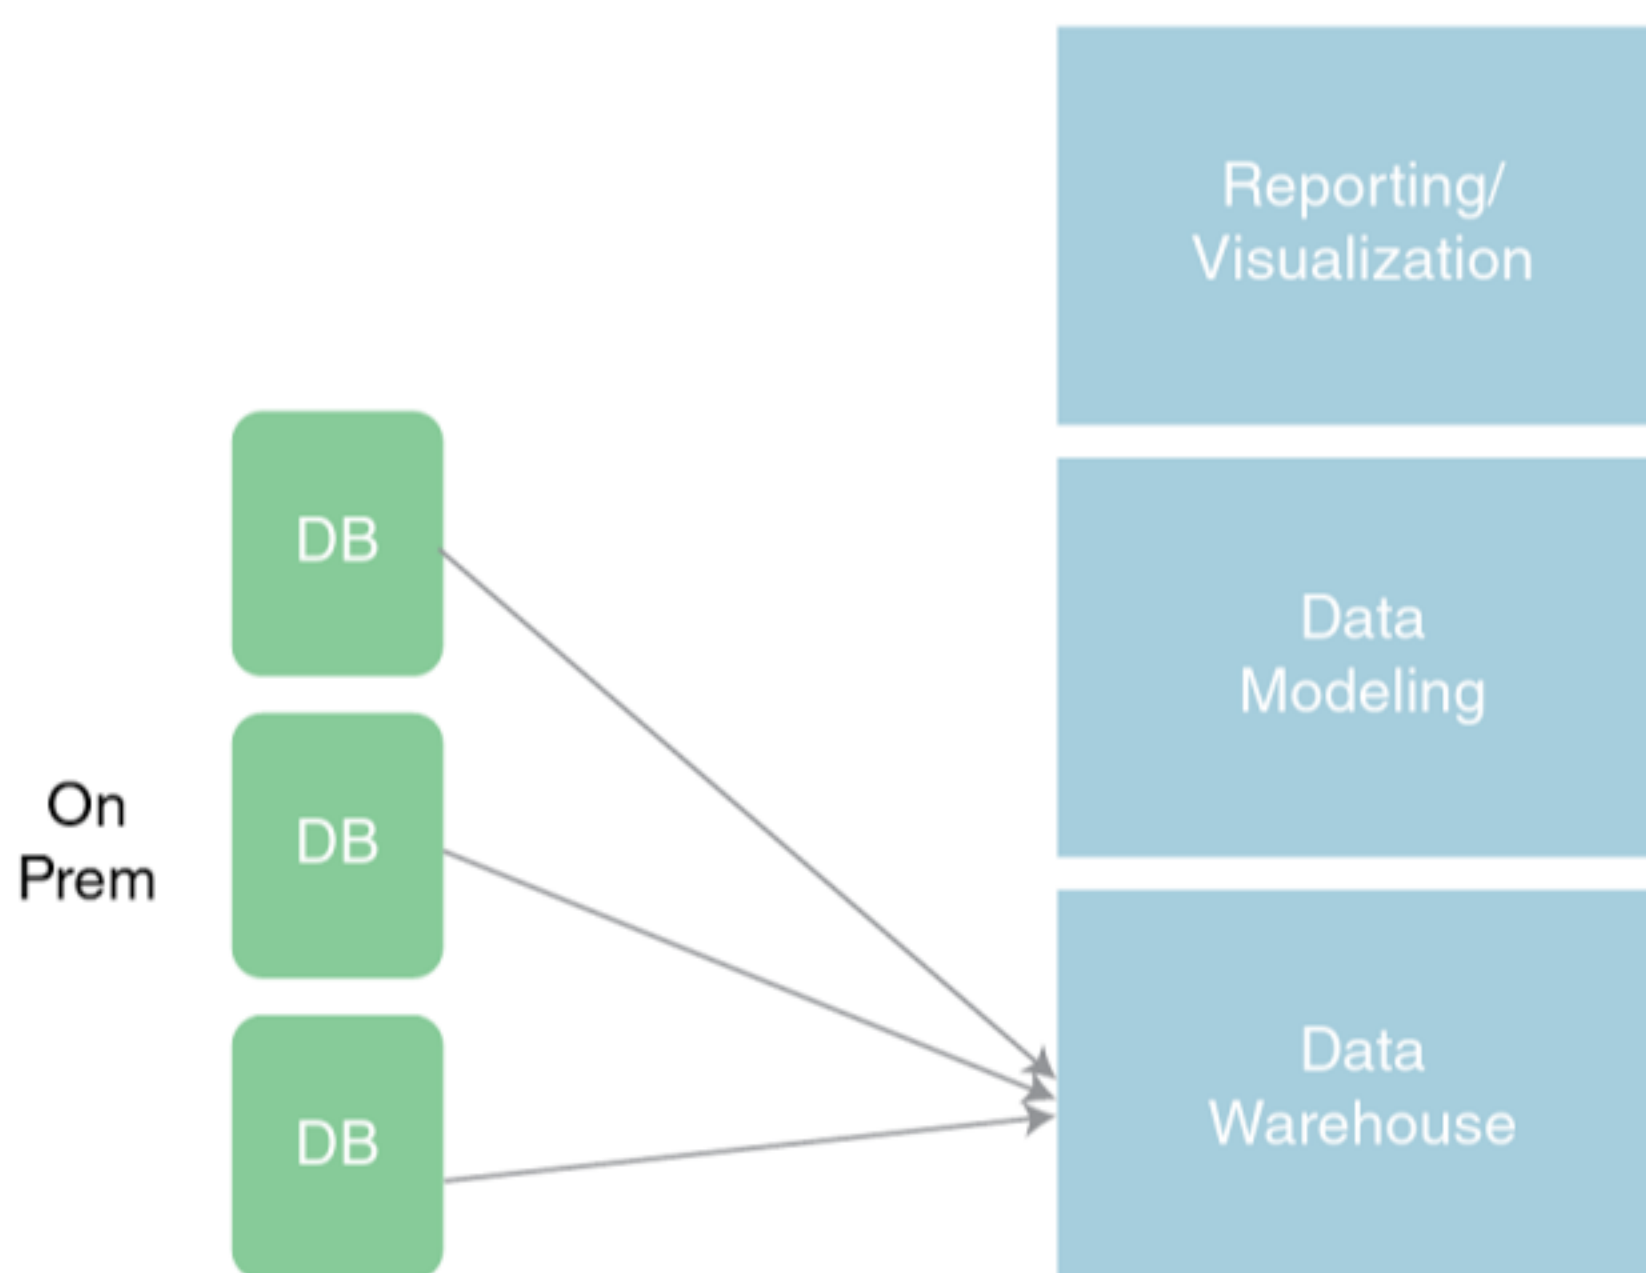 Reporting/
Visualization
DB
Data
Modeling
On
Prem
DB
Data
Warehouse
DB